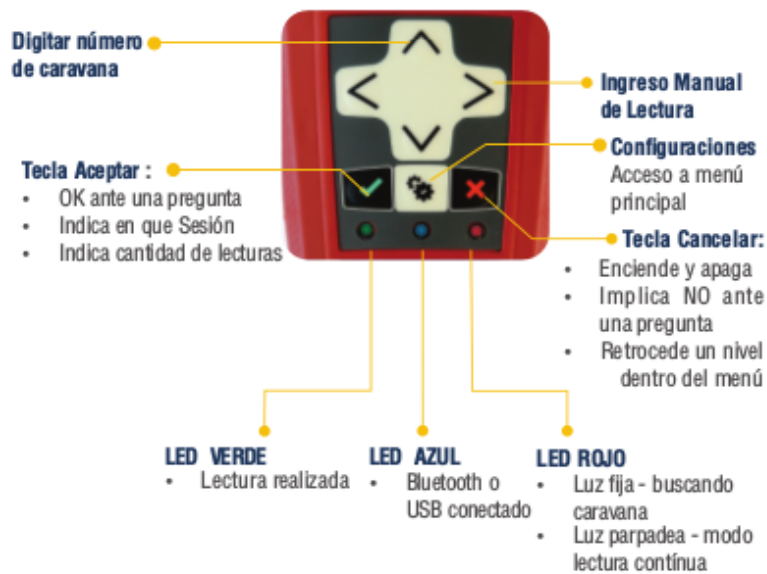 Digitar número
de caravana
Ingreso Manual
de Lectura
Configuraciones
Acceso a menú
principal
Tecla Aceptar :
• OK ante una pregunta
• Indica en que Sesión
• Indica cantidad de lecturas
Tecla Cancelar:
• Enciende y apaga
• Implica NO ante
una pregunta
• Retrocede un nivel
dentro del menú
LED VERDE
• Lectura realizada
LED AZUL
• Bluetooth o
USB conectado
LED ROJO
• Luz fija - buscando
caravana
• Luz parpadea - modo
lectura contínua